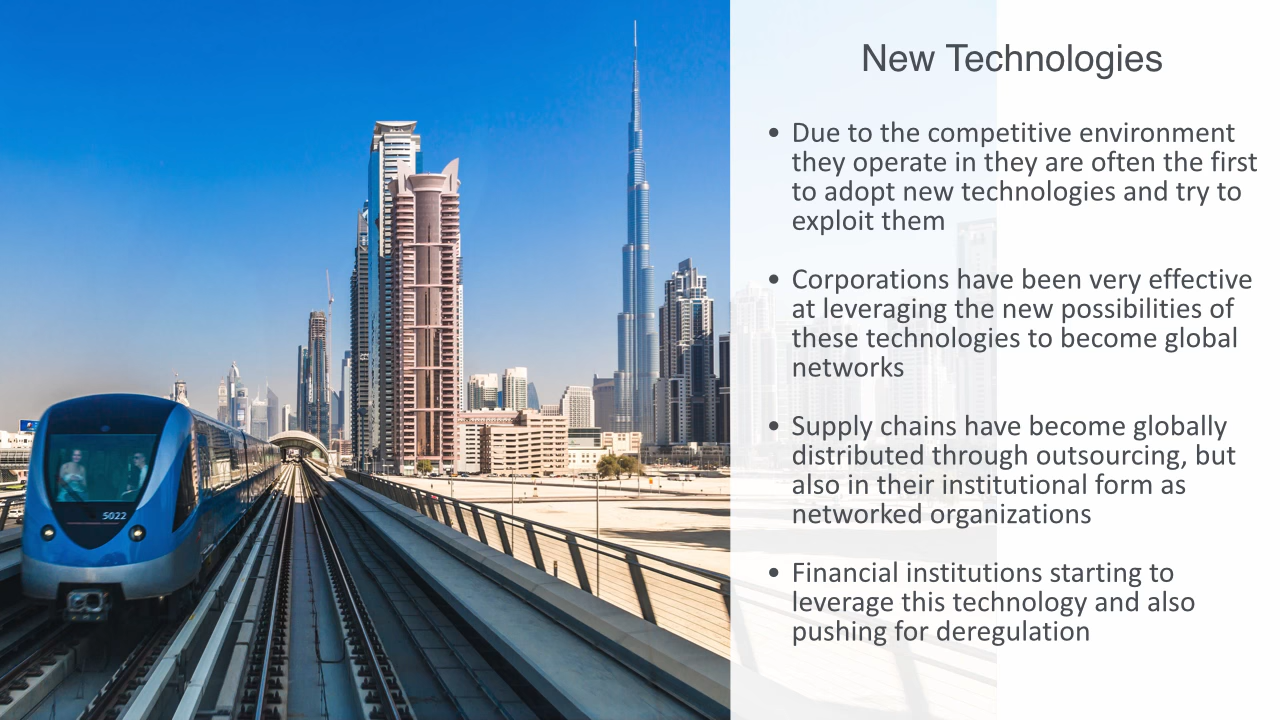 New Technologies
• Due to the competitive environment
they operate in they are often the first
to adopt new technologies and try to
exploit them
• Corporations have been very effective
at leveraging the new possibilities of
these technologies to become global
networks
• Supply chains have become globally
distributed through outsourcing, but
also in their institutional form as
networked organizations
• Financial institutions starting to
leverage this technology and also
pushing for deregulation
5022